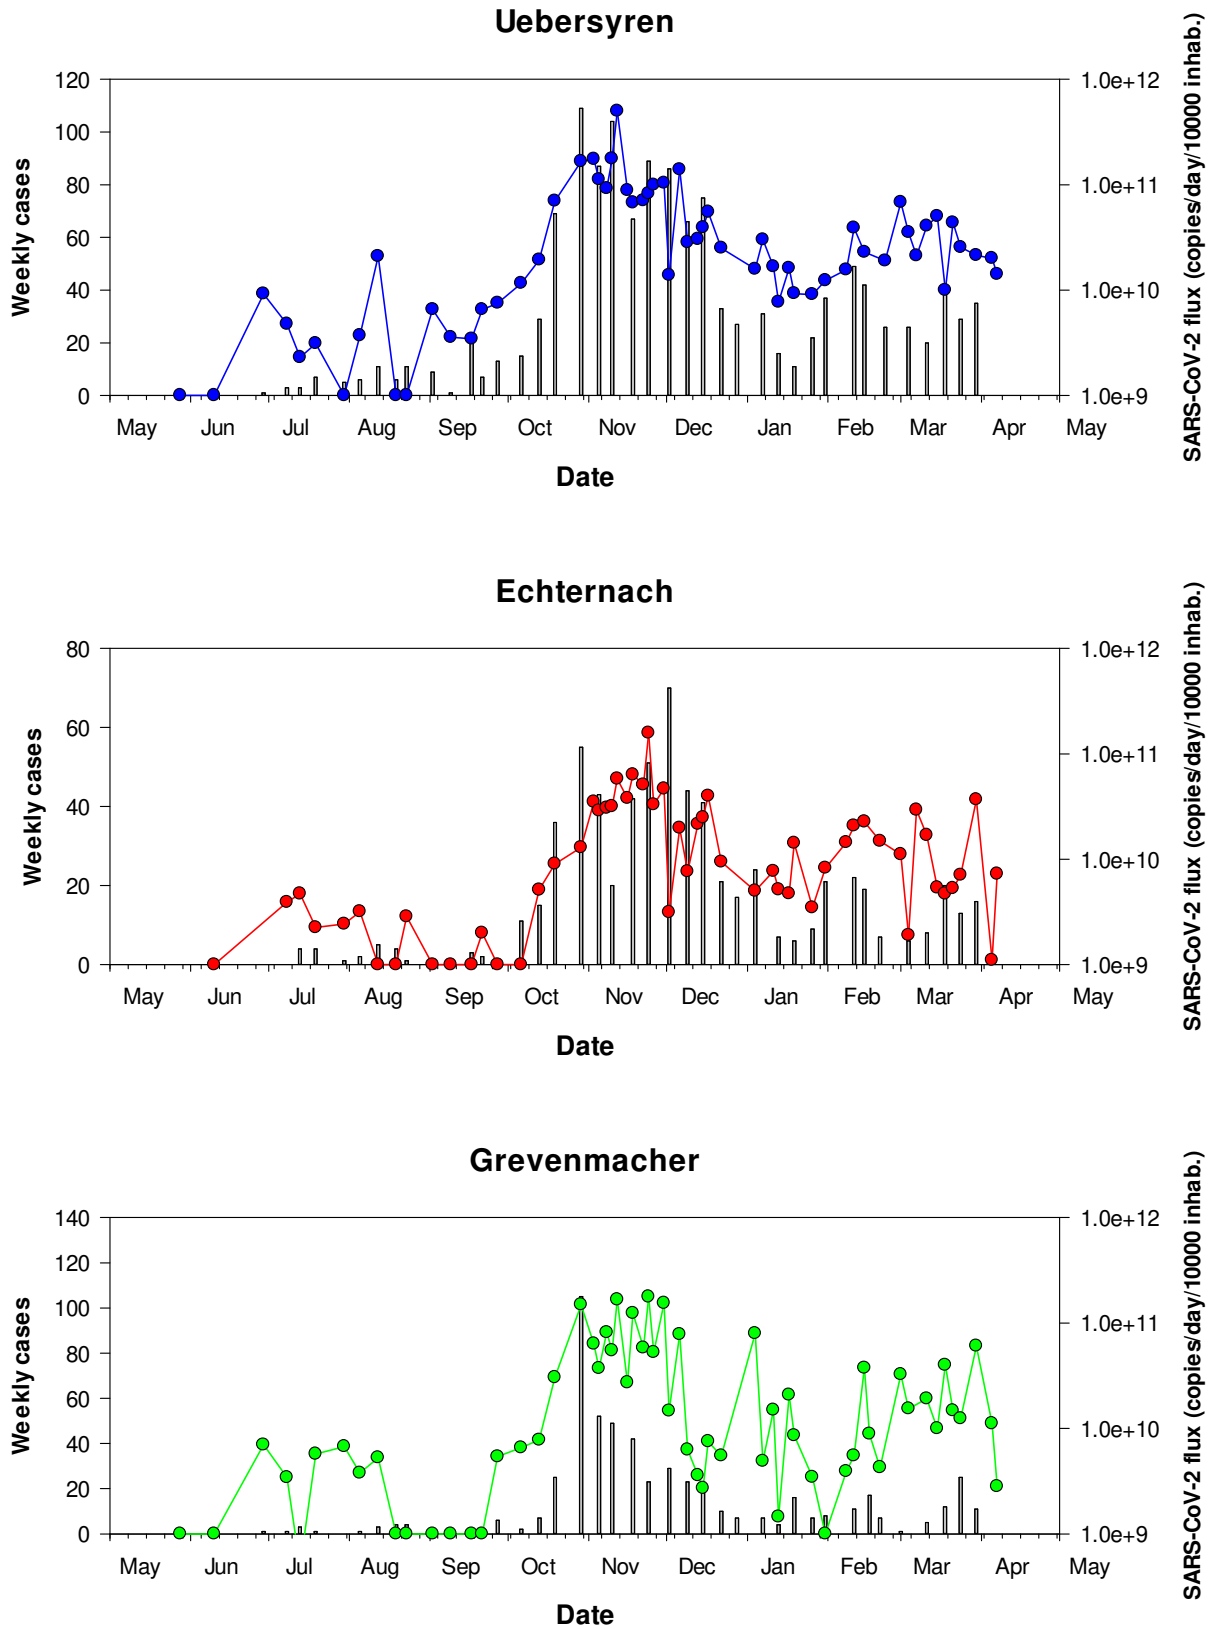 Uebersyren
120
100
80
60
40
20
0
Weekly cases
1.0e+12
1.0e+11
1.0e+10
1.0e+9
SARS-CoV-2 flux (copies/day/10000 inhab.)
May Jun Jul Aug Sep Oct Nov Dec Jan Feb Mar Apr May
Date
Echternach
80
60
40
20
0
Weekly cases
1.0e+12
1.0e+11
1.0e+10
1.0e+9
SARS-CoV-2 flux (copies/day/10000 inhab.)
May Jun Jul Aug Sep Oct Nov Dec Jan Feb Mar Apr May
Date
Grevenmacher
140
120
100
80
60
40
20
0
Weekly cases
1.0e+12
1.0e+11
1.0e+10
1.0e+9
SARS-CoV-2 flux (copies/day/10000 inhab.)
May Jun Jul Aug Sep Oct Nov Dec Jan Feb Mar Apr May
Date